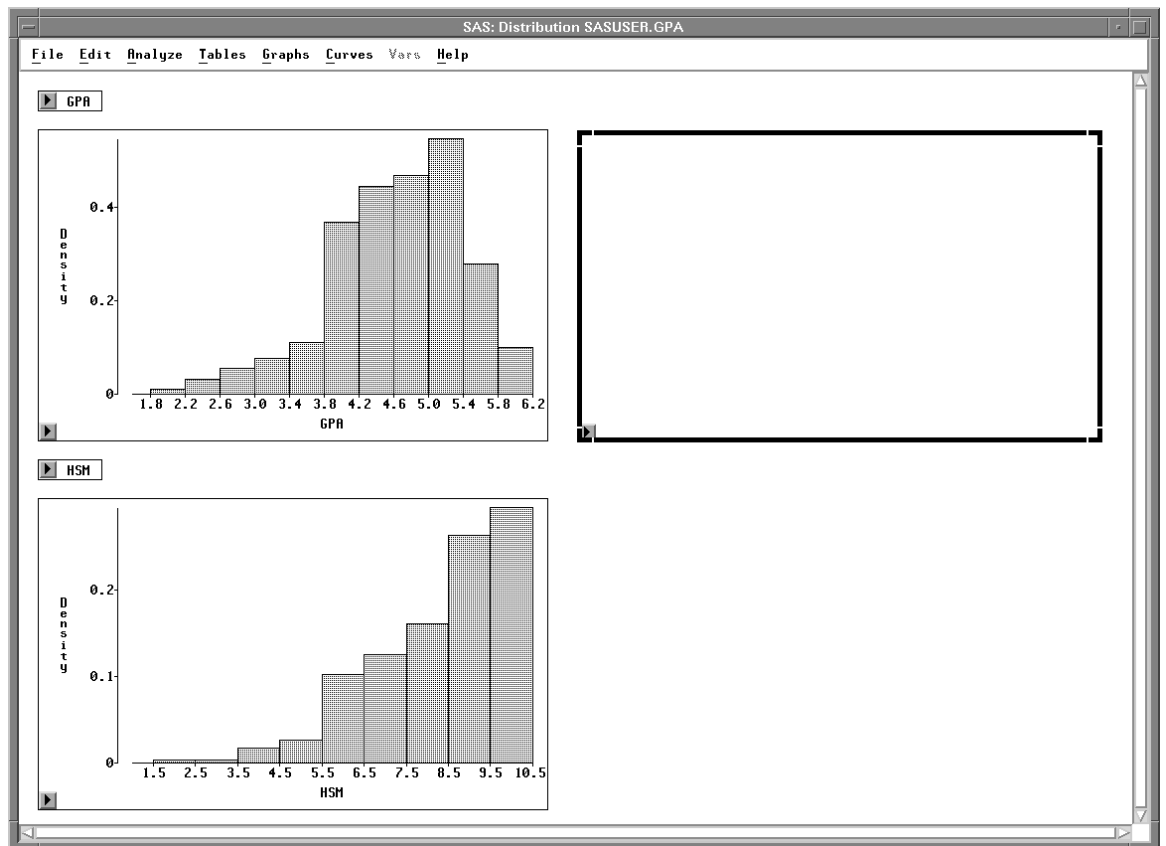 SAS: Distribution SASUSER.GPA
File Edit Analyze Tables Graphs Curves Vars Help
GPA
0.4
Density
0.2
0
1.8 2.2 2.6 3.0 3.4 3.8 4.2 4.6 5.0 5.4 5.8 6.2
GPA
HSM
0.2
Density
0.1
0
1.5 2.5 3.5 4.5 5.5 6.5 7.5 8.5 9.5 10.5
HSM